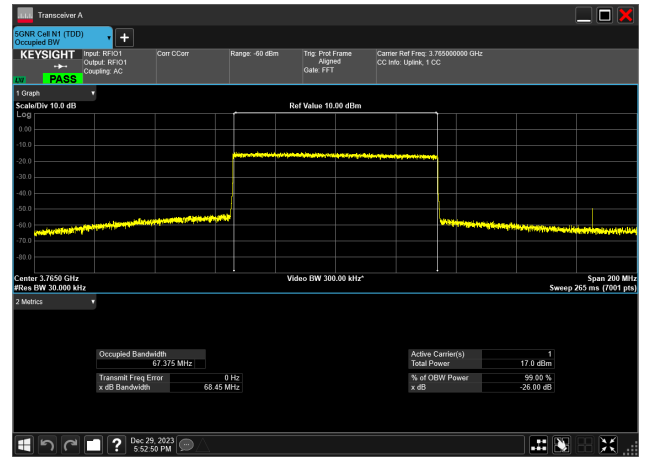 Transceiver A
5GNR Cell N1 (TDD)
Occupied BW
+
KEYSIGHT
LXI
PASS
Input: RFIO1
Output: RFIO1
Coupling: AC
Corr CCorr
Range: -60 dBm
Trig: Prot Frame
Aligned
Gate: FFT
Carrier Ref Freq: 3.765000000 GHz
CC Info: Uplink, 1 CC
1 Graph
Scale/Div 10.0 dB
Ref Value 10.00 dBm
Log
0.00
-10.0
-20.0
-30.0
-40.0
-50.0
-60.0
-70.0
-80.0
Center 3.7650 GHz
Video BW 300.00 kHz*
Span 200 MHz
#Res BW 30.000 kHz
Sweep 265 ms (7001 pts)
2 Metrics
Occupied Bandwidth
67.375 MHz
Transmit Freq Error 0 Hz
x dB Bandwidth 68.45 MHz
Active Carrier(s) 1
Total Power 17.0 dBm
% of OBW Power 99.00 %
x dB -26.00 dB
?
Dec 29, 2023
5:52:50 PM